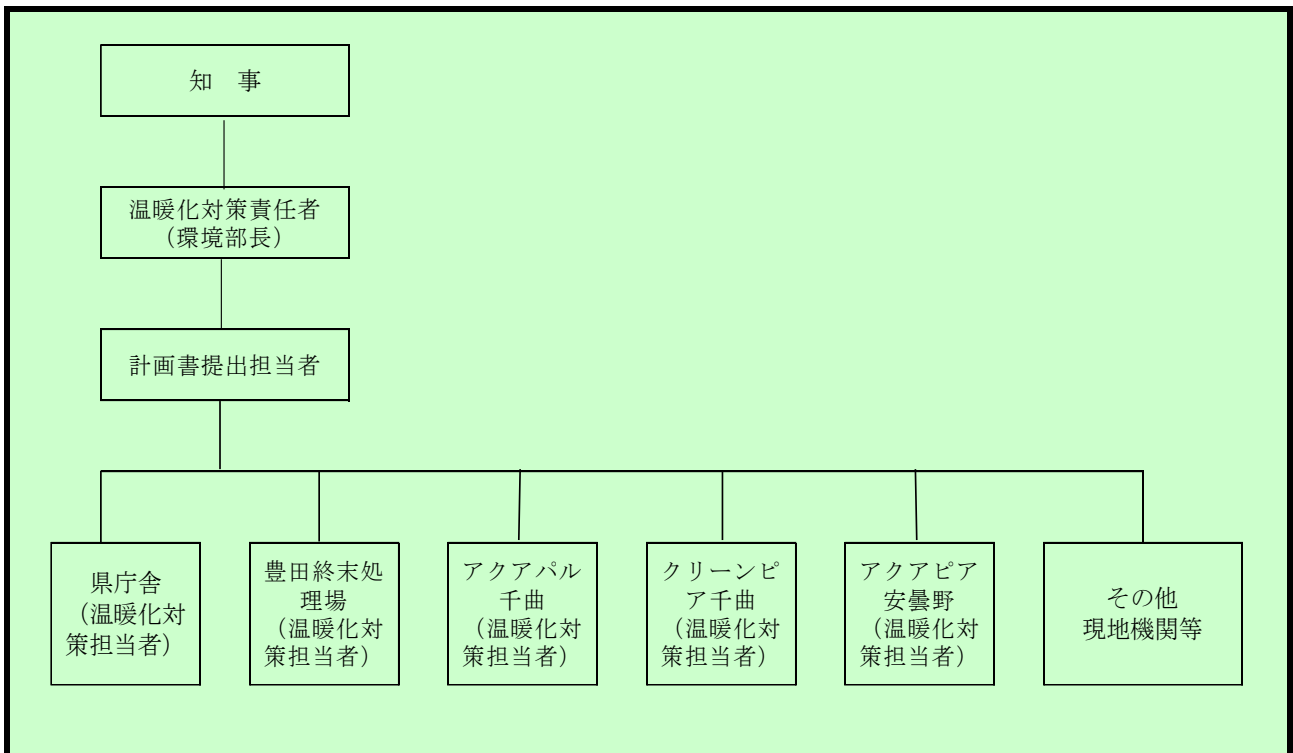 知　事
温暖化対策責任者
（環境部長）
計画書提出担当者
県庁舎
（温暖化対
策担当者）
豊田終末処
理場
（温暖化対
策担当者）
アクアパル
千曲
（温暖化対
策担当者）
クリーンピ
ア千曲
（温暖化対
策担当者）
アクアピア
安曇野
（温暖化対
策担当者）
その他
現地機関等